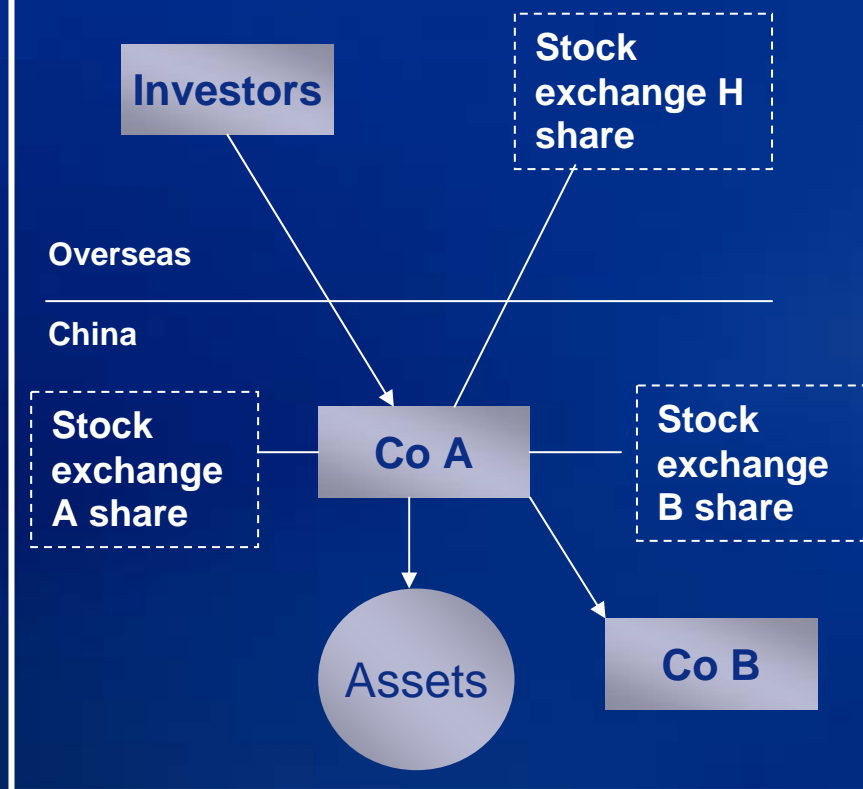 Investors
Stock
exchange H
share
Overseas
China
Stock
exchange
A share
Co A
Stock
exchange
B share
Assets
Co B